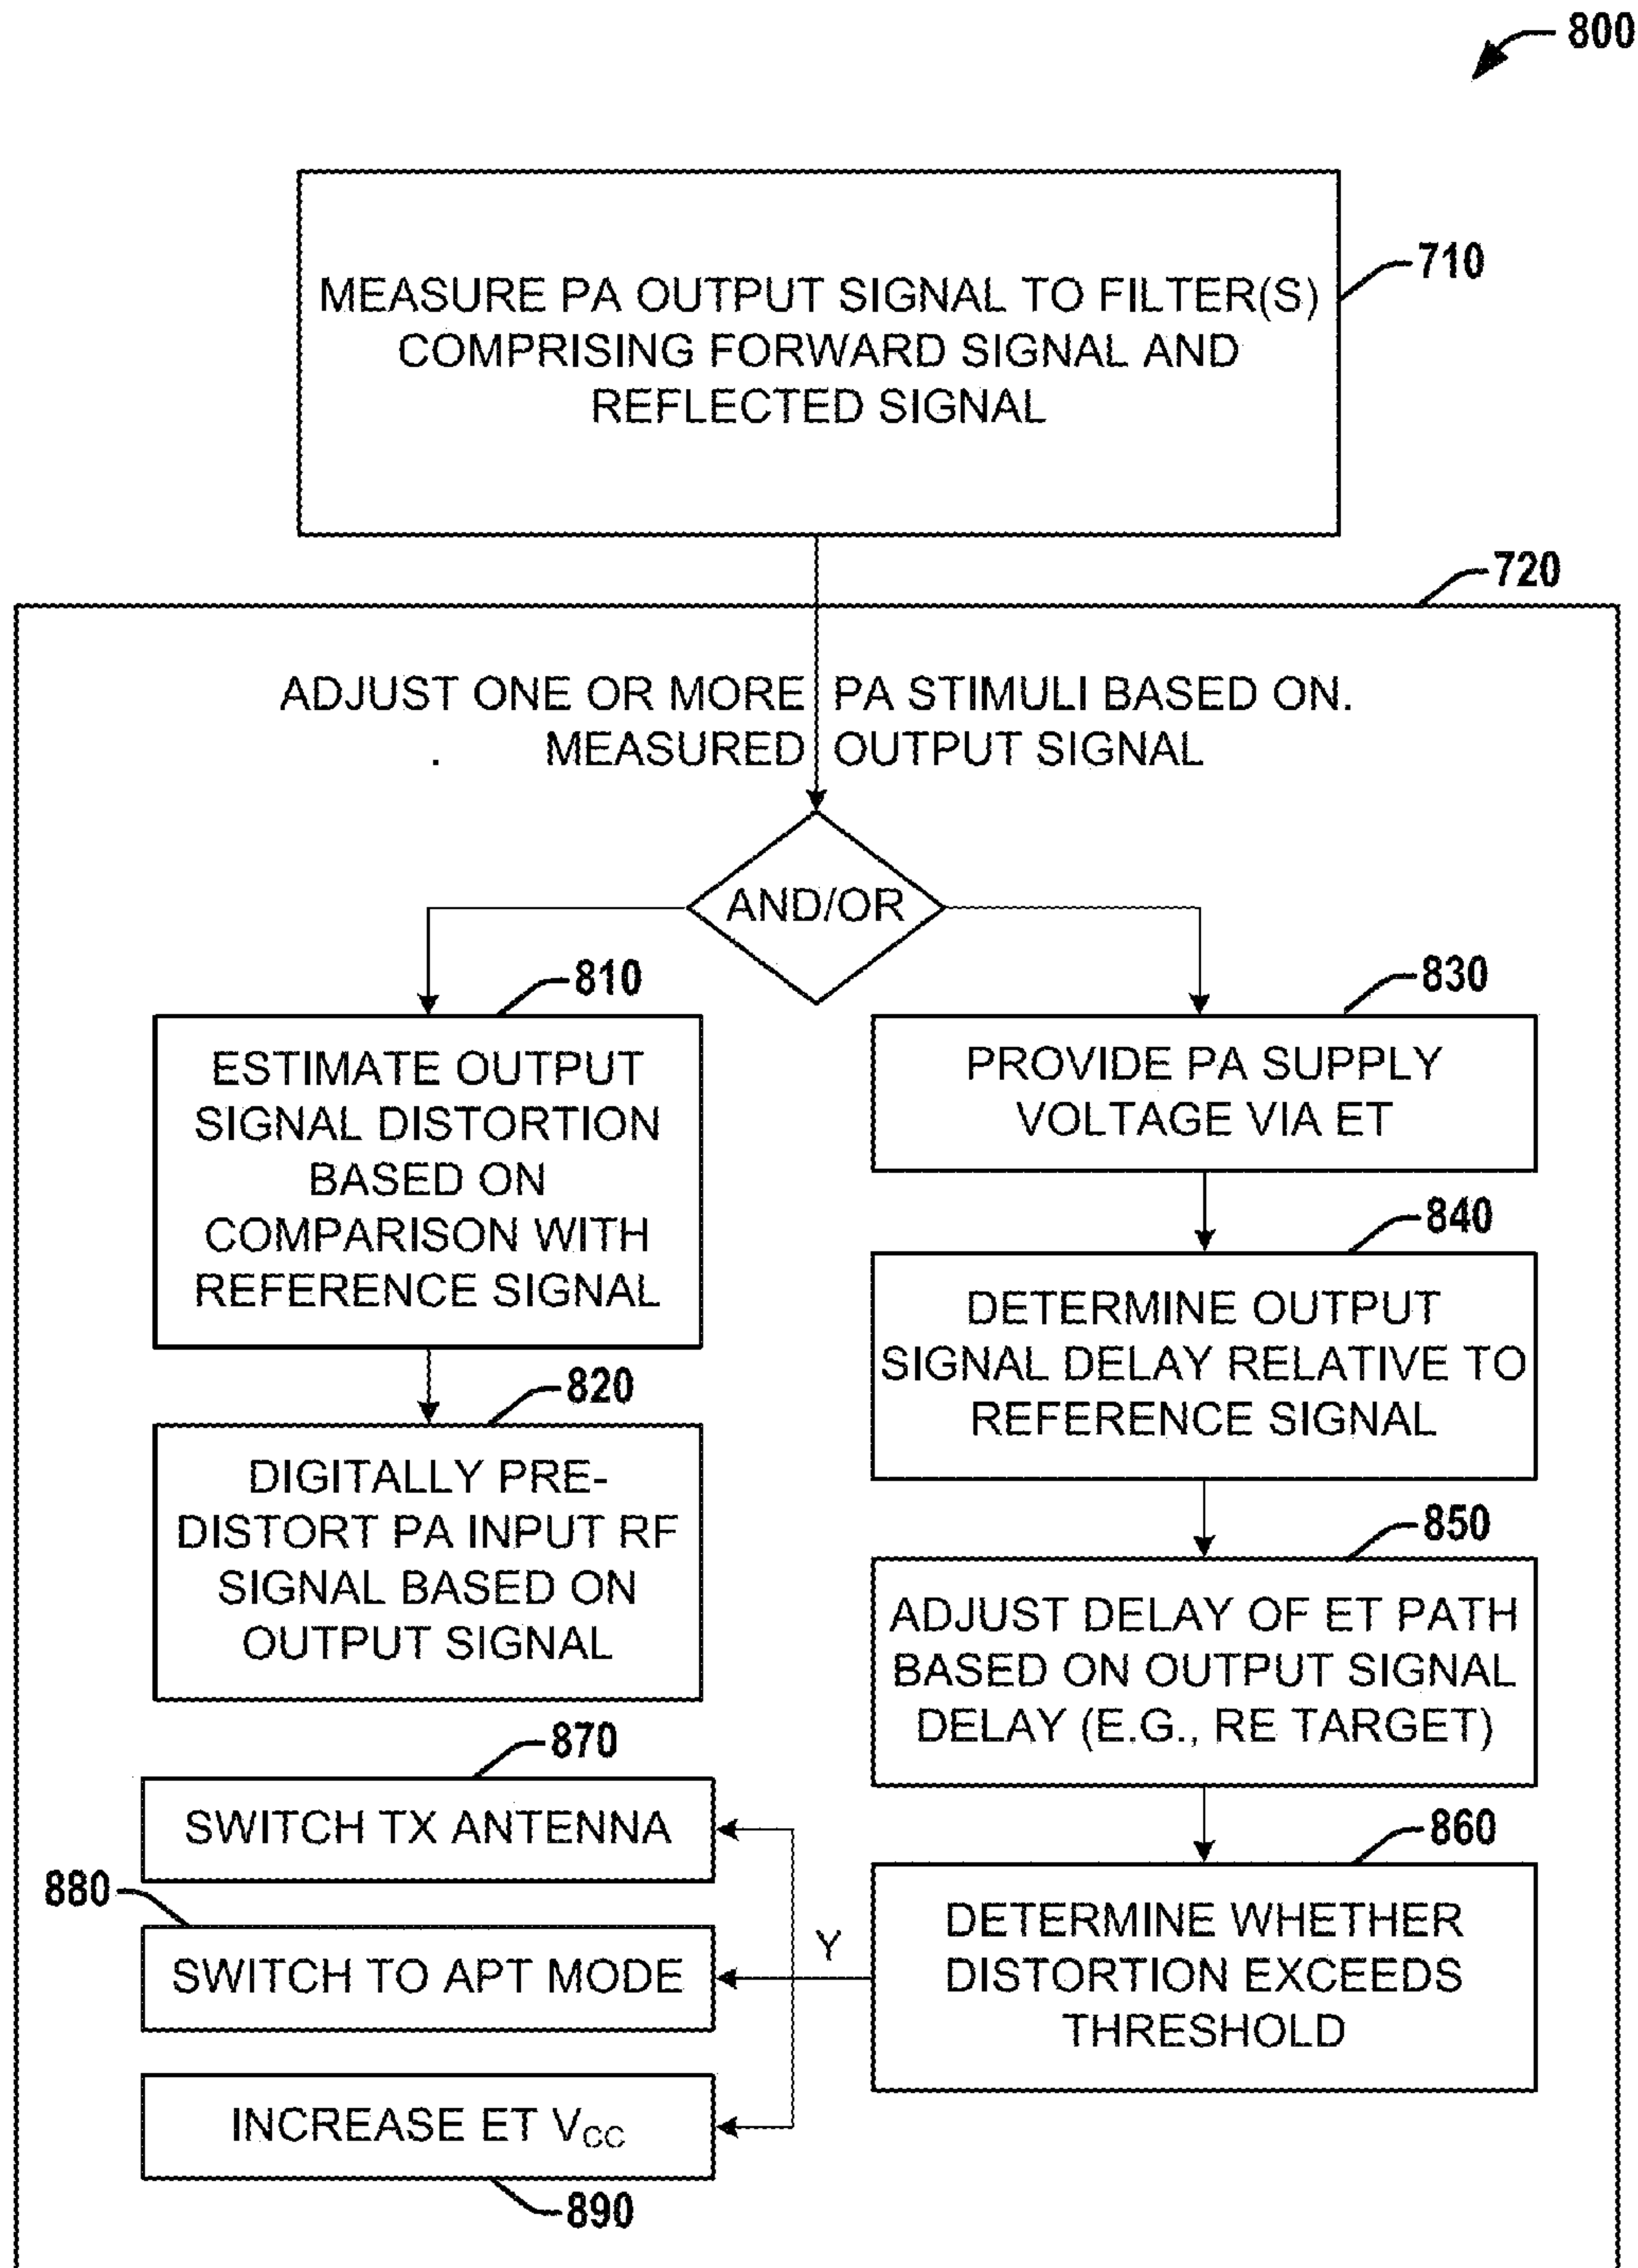 800
MEASURE PA OUTPUT SIGNAL TO FILTER(S)
COMPRISING FORWARD SIGNAL AND
REFLECTED SIGNAL
710
720
ADJUST ONE OR MORE PA STIMULI BASED ON.
. MEASURED OUTPUT SIGNAL
AND/OR
810
ESTIMATE OUTPUT
SIGNAL DISTORTION
BASED ON
COMPARISON WITH
REFERENCE SIGNAL
820
DIGITALLY PRE-
DISTORT PA INPUT RF
SIGNAL BASED ON
OUTPUT SIGNAL
830
PROVIDE PA SUPPLY
VOLTAGE VIA ET
840
DETERMINE OUTPUT
SIGNAL DELAY RELATIVE TO
REFERENCE SIGNAL
850
ADJUST DELAY OF ET PATH
BASED ON OUTPUT SIGNAL
DELAY (E.G., RE TARGET)
860
DETERMINE WHETHER
DISTORTION EXCEEDS
THRESHOLD
Y
870
SWITCH TX ANTENNA
880
SWITCH TO APT MODE
INCREASE ET V_CC
890